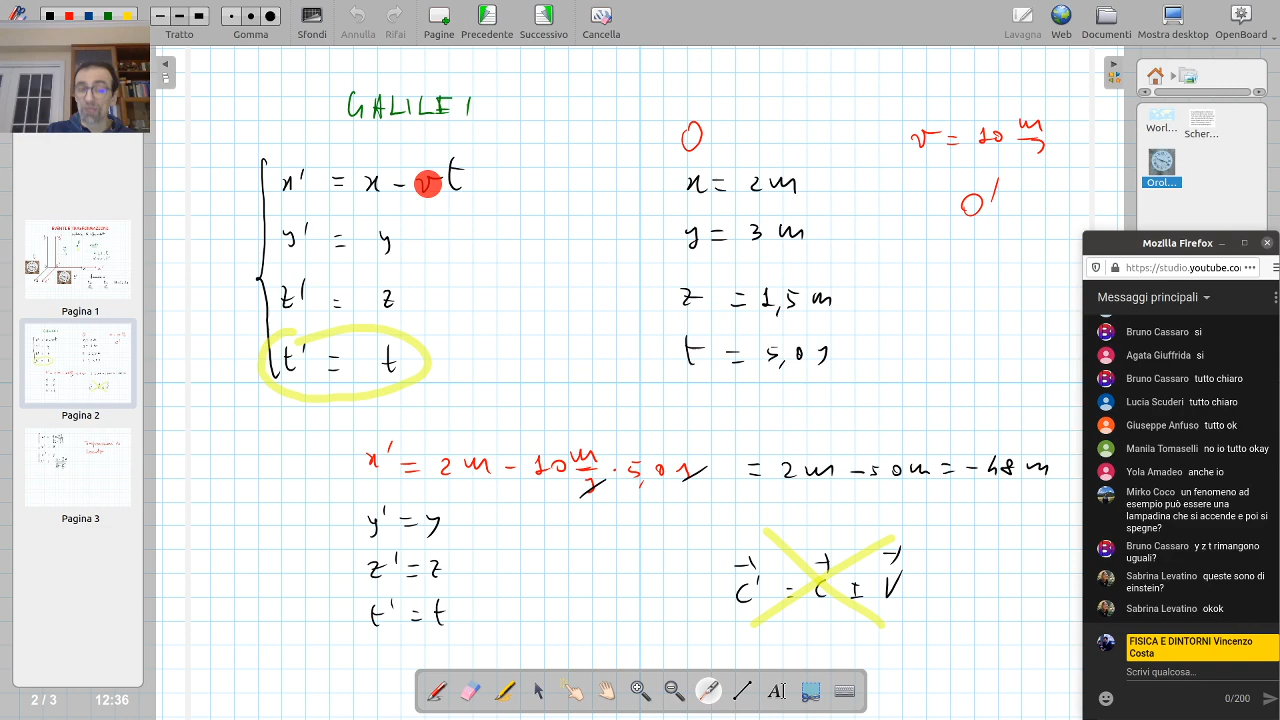 Tratto
Gomma
Sfondi
Annulla
Rifai
Pagine
Precedente
Successivo
Cancella
Lavagna
Web
Documenti
Mostra desktop
OpenBoard
GALILEI
x' = x - vt
y' = y
z' = z
t' = t
O
x = 2 m
y = 3 m
z = 1,5 m
t = 5,0 s
v = 10 m/s
O'
x' = 2 m - 10 m/s · 5,0 s = 2 m - 50 m = -48 m
y' = y
z' = z
t' = t
c' = c ± V
Pagina 1
Pagina 2
Pagina 3
2 / 3
12:36
Worl...
Scher...
Orol...
Mozilla Firefox
https://studio.youtube.co
Messaggi principali
Bruno Cassaro si
Agata Giuffrida si
Bruno Cassaro tutto chiaro
Lucia Scuderi tutto chiaro
Giuseppe Anfuso tutto ok
Manila Tomaselli no io tutto okay
Yola Amadeo anche io
Mirko Coco un fenomeno ad
esempio può essere una
lampadina che si accende e poi si
spegne?
Bruno Cassaro y z t rimangono
uguali?
Sabrina Levatino queste sono di
einstein?
Sabrina Levatino okok
FISICA E DINTORNI Vincenzo
Costa
Scrivi qualcosa...
0/200